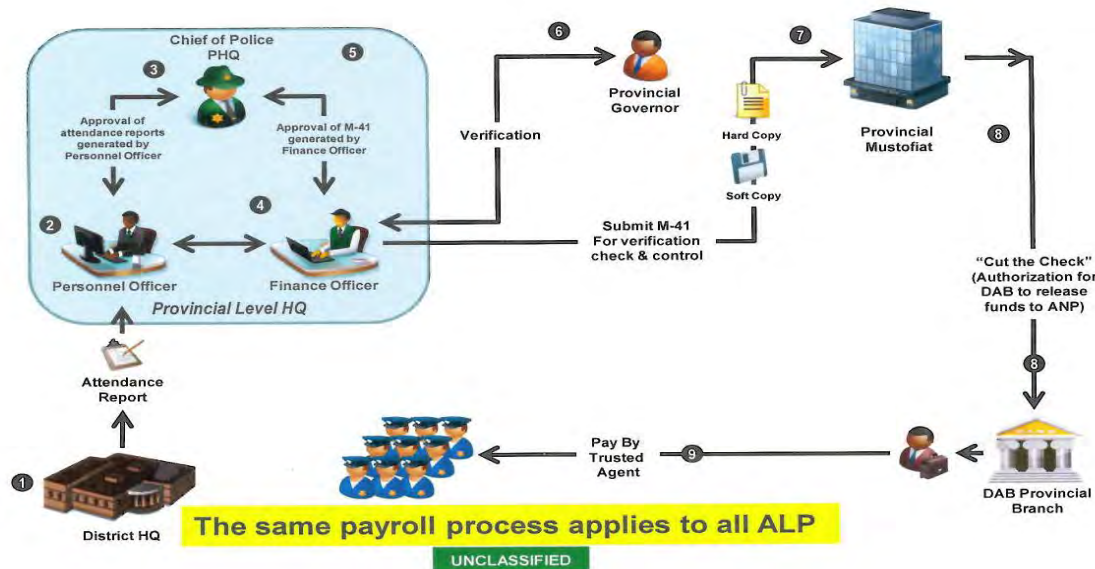 Chief of Police
PHQ
5
3
Approval of
attendance reports
generated by
Personnel Officer
Approval of M-41
generated by
Finance Officer
2
4
Personnel Officer
Finance Officer
Provincial Level HQ
6
Provincial
Governor
Verification
7
Hard Copy
Soft Copy
Submit M-41
For verification
check & control
Provincial
Mustofiat
8
“Cut the Check”
(Authorization for
DAB to release
funds to ANP)
8
Attendance
Report
1
District HQ
Pay By
Trusted
Agent
9
DAB Provincial
Branch
The same payroll process applies to all ALP
UNCLASSIFIED